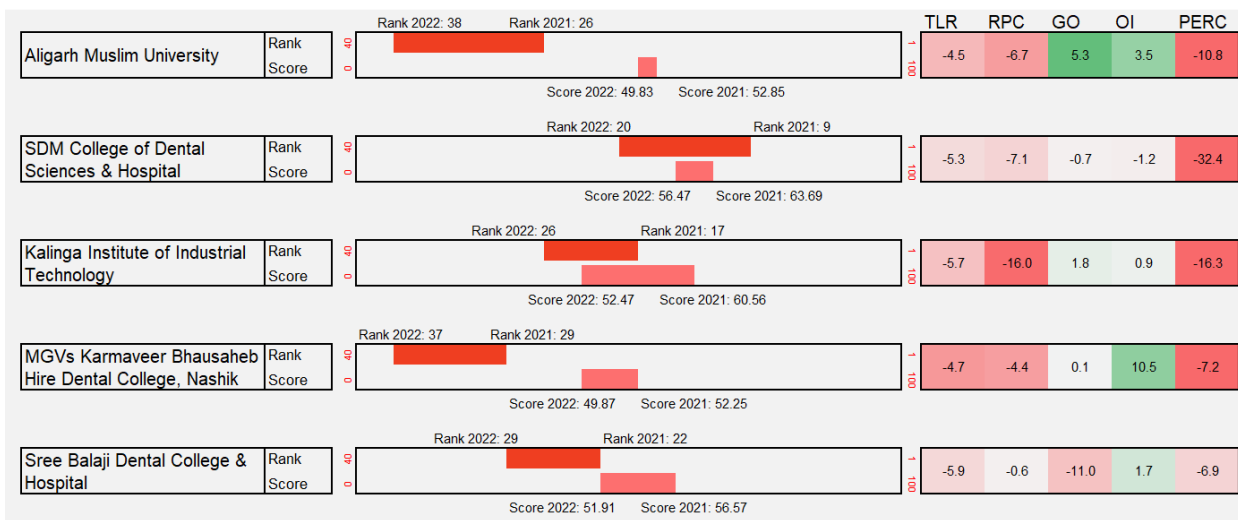 TLR RPC GO OI PERC
Rank 2022: 38 Rank 2021: 26
Aligarh Muslim University
Rank
Score
40
0
1
100
-4.5 -6.7 5.3 3.5 -10.8
Score 2022: 49.83 Score 2021: 52.85
Rank 2022: 20 Rank 2021: 9
SDM College of Dental
Sciences & Hospital
Rank
Score
40
0
1
100
-5.3 -7.1 -0.7 -1.2 -32.4
Score 2022: 56.47 Score 2021: 63.69
Rank 2022: 26 Rank 2021: 17
Kalinga Institute of Industrial
Technology
Rank
Score
40
0
1
100
-5.7 -16.0 1.8 0.9 -16.3
Score 2022: 52.47 Score 2021: 60.56
Rank 2022: 37 Rank 2021: 29
MGVs Karmaveer Bhausaheb
Hire Dental College, Nashik
Rank
Score
40
0
1
100
-4.7 -4.4 0.1 10.5 -7.2
Score 2022: 49.87 Score 2021: 52.25
Rank 2022: 29 Rank 2021: 22
Sree Balaji Dental College &
Hospital
Rank
Score
40
0
1
100
-5.9 -0.6 -11.0 1.7 -6.9
Score 2022: 51.91 Score 2021: 56.57